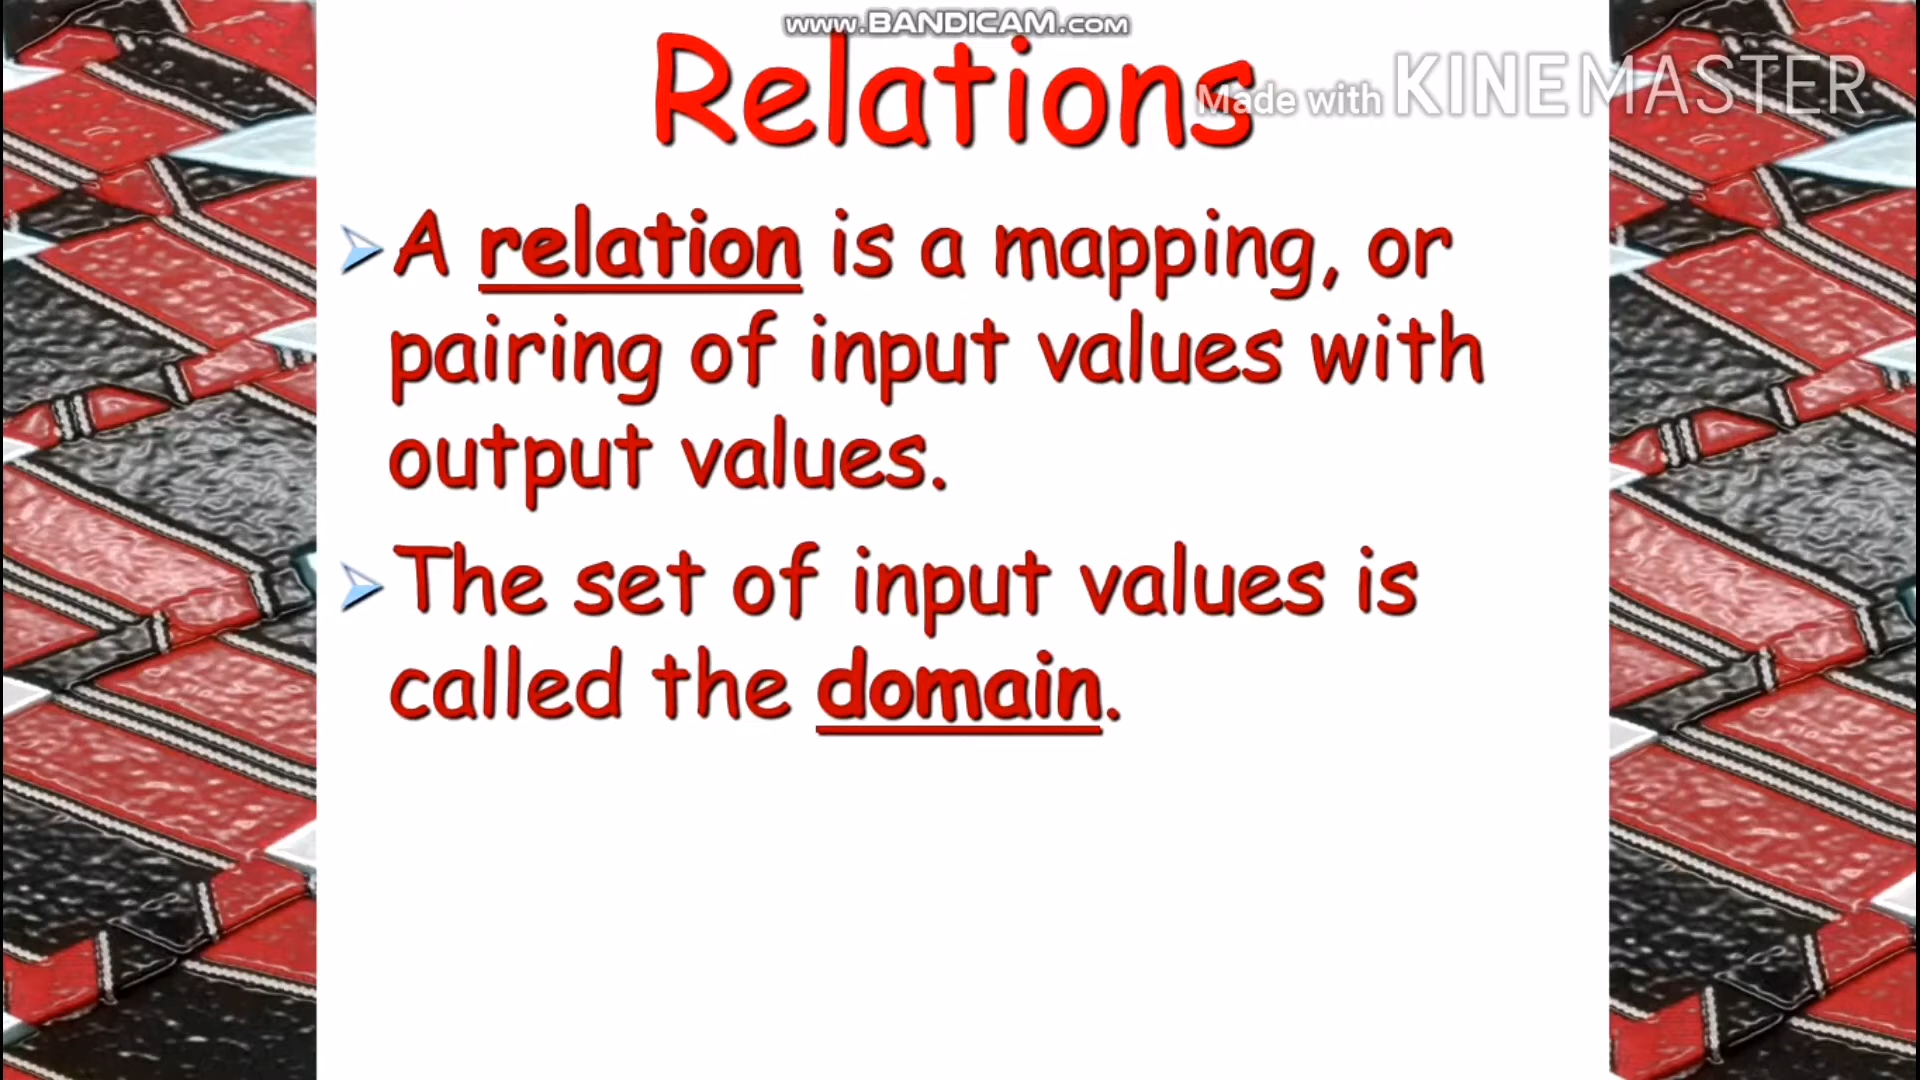 www.BANDICAM.com
Relations
Made with KINEMASTER
A relation is a mapping, or
pairing of input values with
output values.
The set of input values is
called the domain.